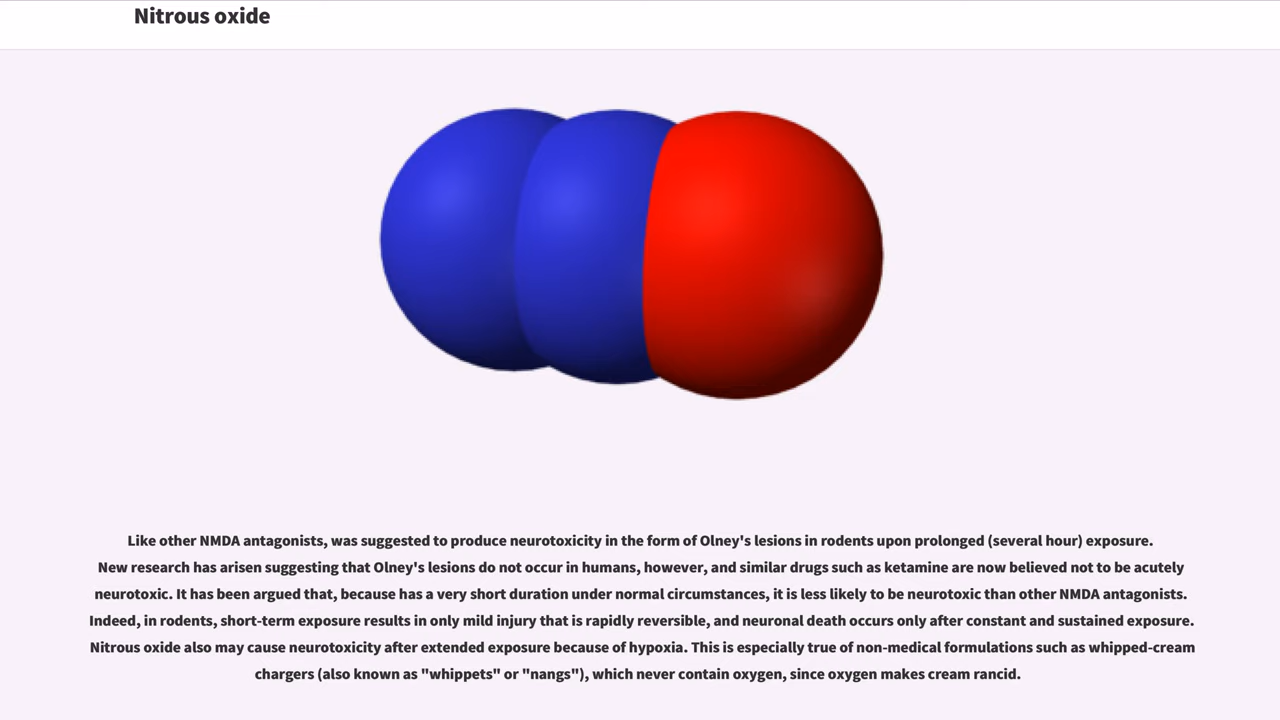 Nitrous oxide
Like other NMDA antagonists, was suggested to produce neurotoxicity in the form of Olney's lesions in rodents upon prolonged (several hour) exposure.
New research has arisen suggesting that Olney's lesions do not occur in humans, however, and similar drugs such as ketamine are now believed not to be acutely
neurotoxic. It has been argued that, because has a very short duration under normal circumstances, it is less likely to be neurotoxic than other NMDA antagonists.
Indeed, in rodents, short-term exposure results in only mild injury that is rapidly reversible, and neuronal death occurs only after constant and sustained exposure.
Nitrous oxide also may cause neurotoxicity after extended exposure because of hypoxia. This is especially true of non-medical formulations such as whipped-cream
chargers (also known as "whippets" or "nangs"), which never contain oxygen, since oxygen makes cream rancid.